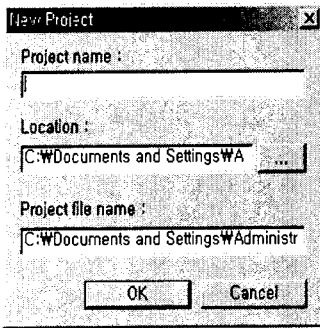 New Project
Project name :
Location :
C:₩Documents and Settings₩A
...
Project file name :
C:₩Documents and Settings₩Administr
OK
Cancel